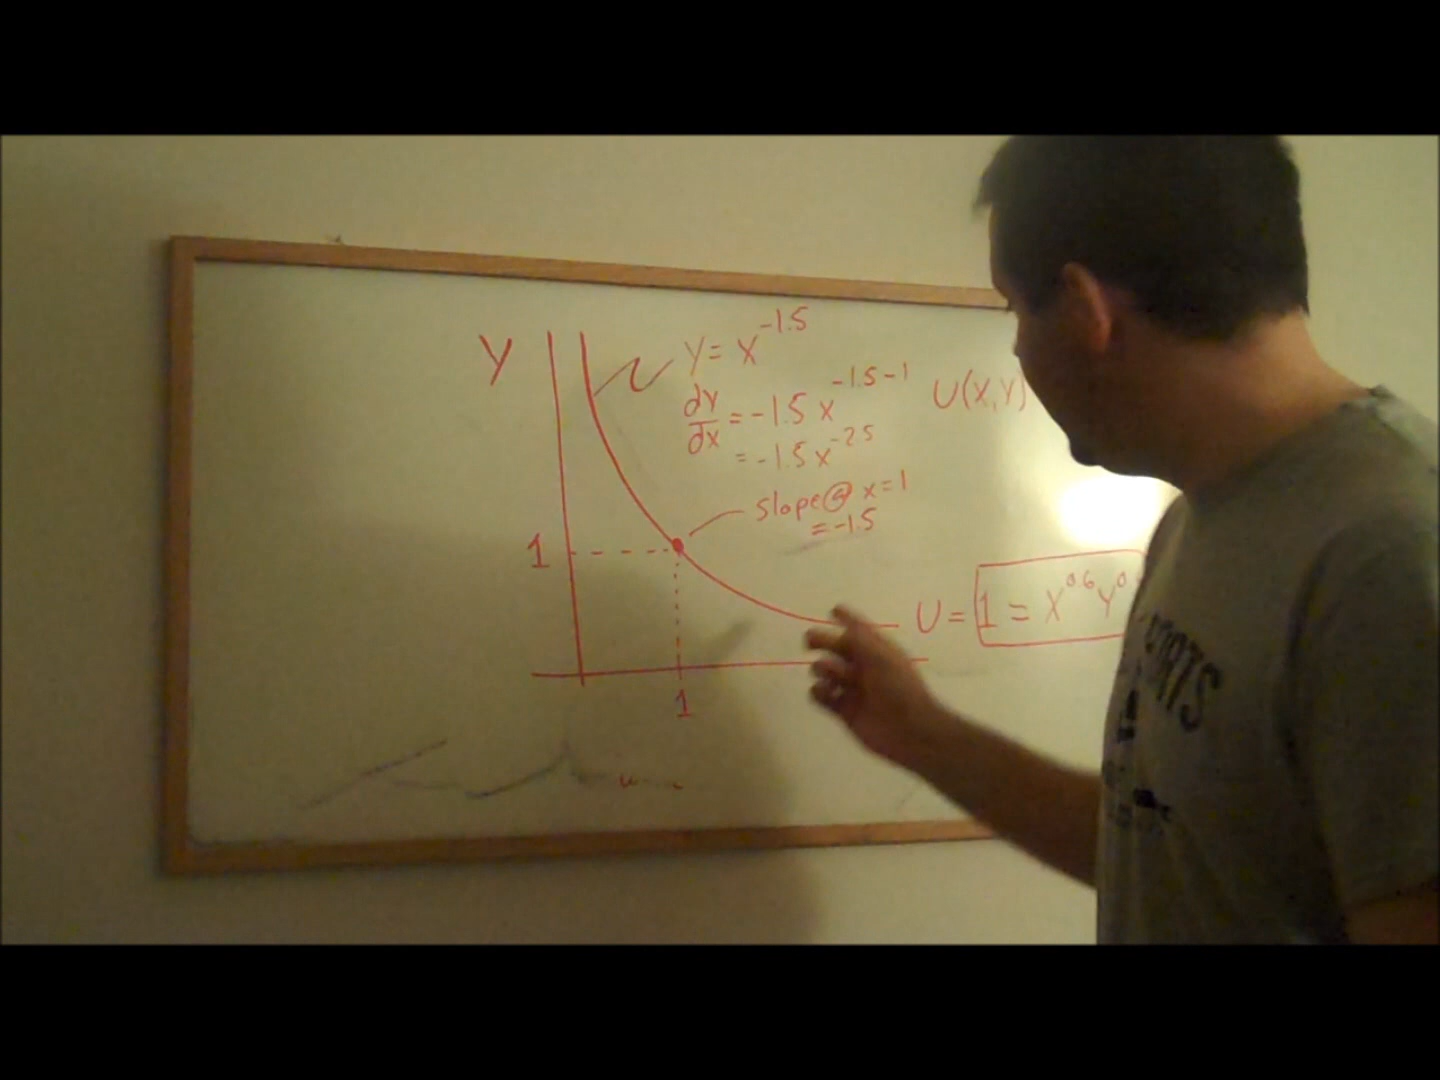 Y
Y = X^-1.5
dY/dX = -1.5 X^-1.5-1
= -1.5 X^-2.5
U(X,Y)
slope @ x=1
= -1.5
1
U = 1 = X^0.6 Y^0.
1